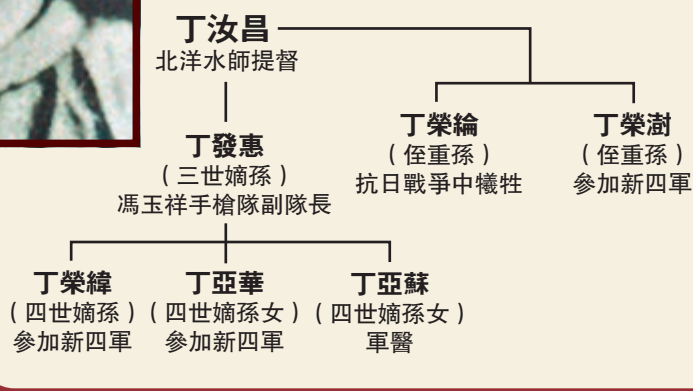 丁汝昌
北洋水師提督
丁發惠
（三世嫡孫）
馮玉祥手槍隊副隊長
丁榮綸
（侄重孫）
抗日戰爭中犧牲
丁榮澍
（侄重孫）
參加新四軍
丁榮緯
（四世嫡孫）
參加新四軍
丁亞華
（四世嫡孫女）
參加新四軍
丁亞蘇
（四世嫡孫女）
軍醫